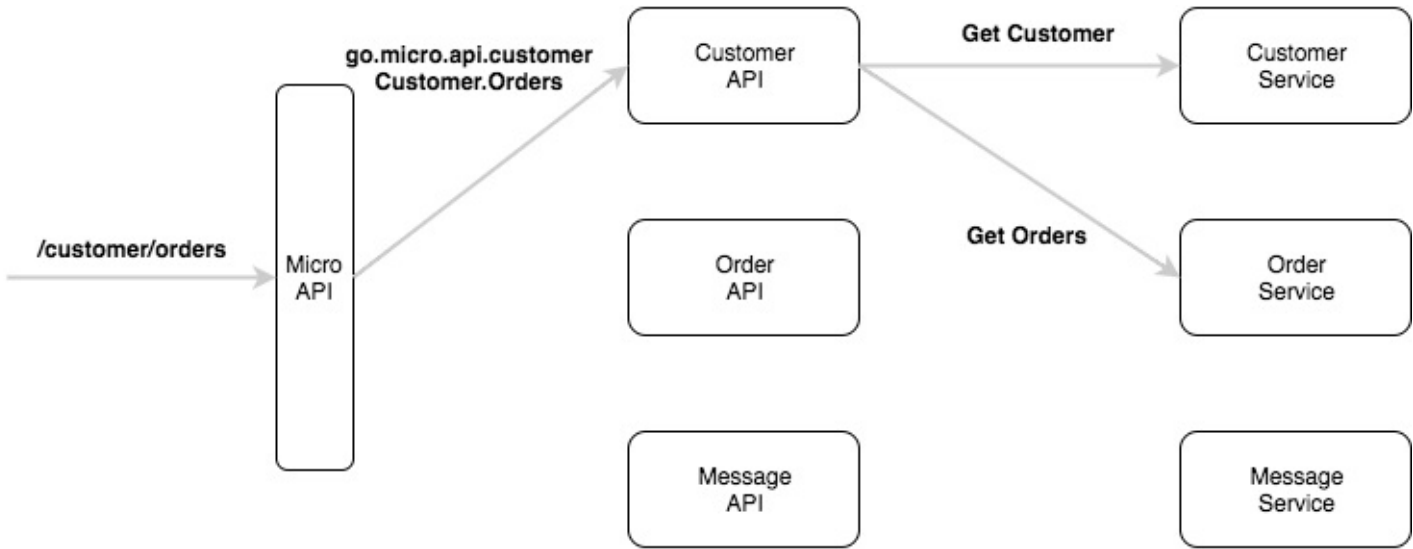 go.micro.api.customer
Customer.Orders
Customer
API
Get Customer
Customer
Service
/customer/orders
Micro
API
Order
API
Get Orders
Order
Service
Message
API
Message
Service